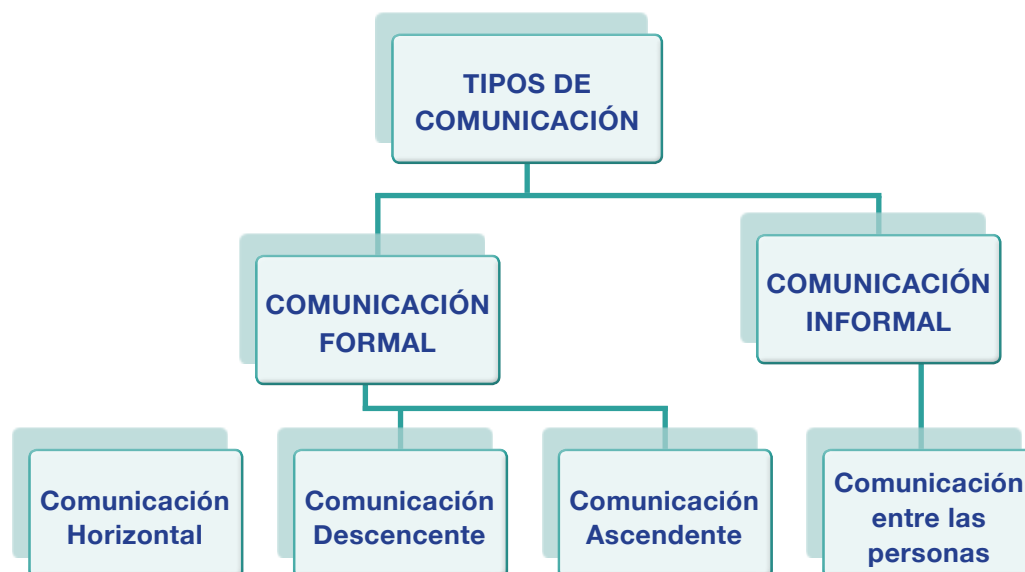 TIPOS DE
COMUNICACIÓN
COMUNICACIÓN
FORMAL
COMUNICACIÓN
INFORMAL
Comunicación
Horizontal
Comunicación
Descencente
Comunicación
Ascendente
Comunicación
entre las
personas